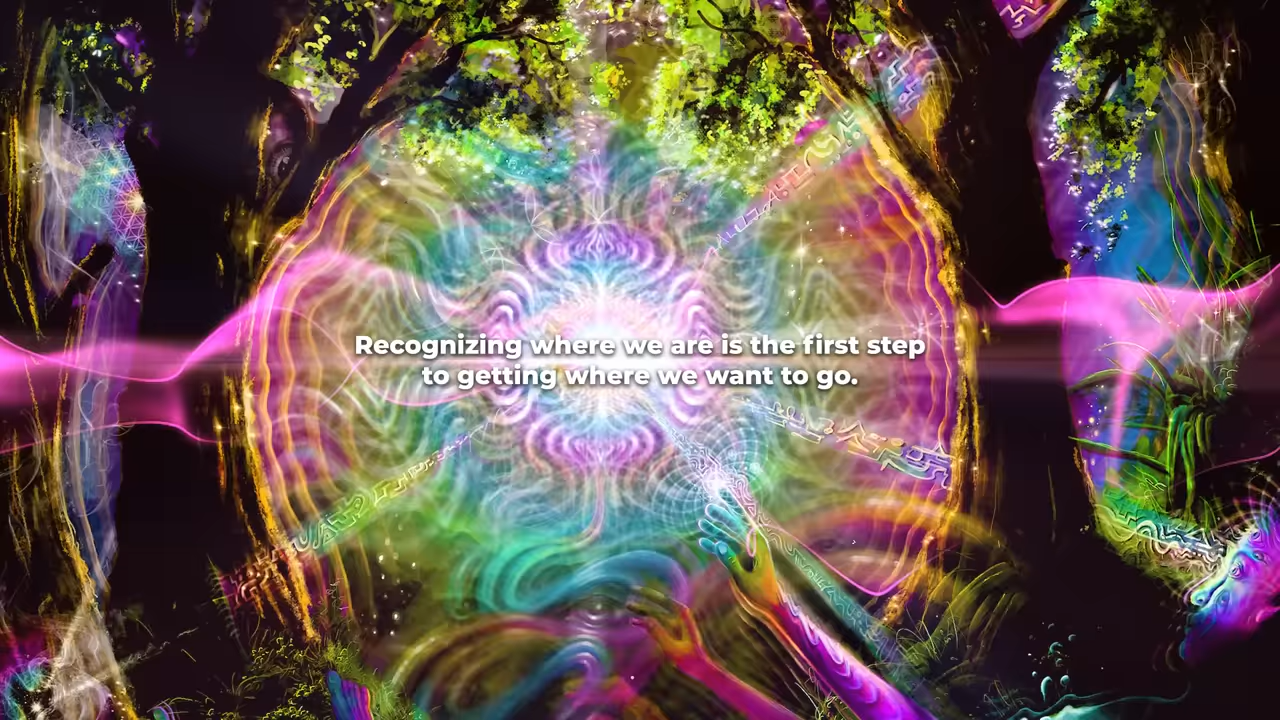 Recognizing where we are is the first step
to getting where we want to go.